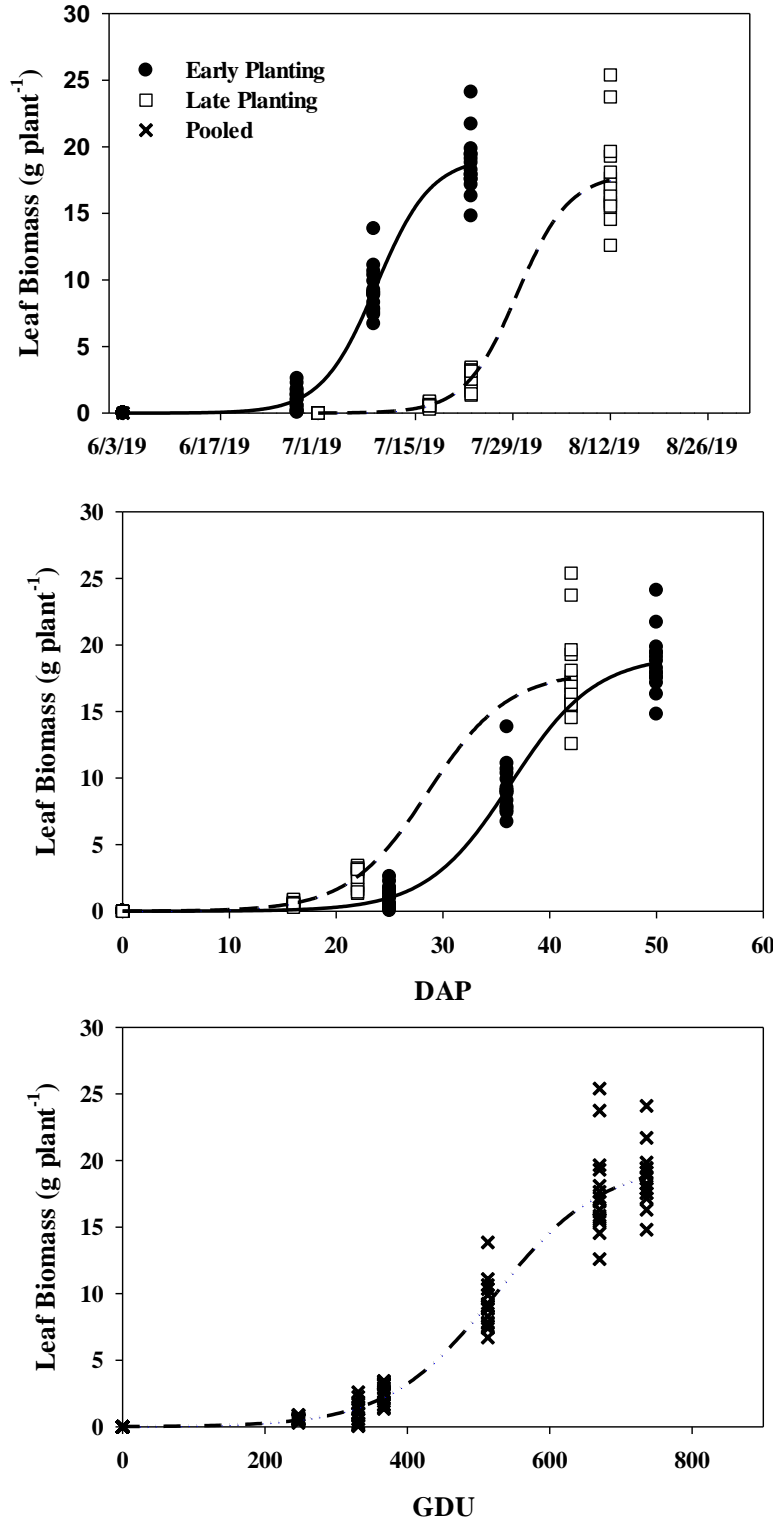 30
25
20
15
10
5
0
Leaf Biomass (g plant-1)
Early Planting
Late Planting
Pooled
6/3/19 6/17/19 7/1/19 7/15/19 7/29/19 8/12/19 8/26/19
30
25
20
15
10
5
0
Leaf Biomass (g plant-1)
0 10 20 30 40 50 60
DAP
30
25
20
15
10
5
0
Leaf Biomass (g plant-1)
0 200 400 600 800
GDU